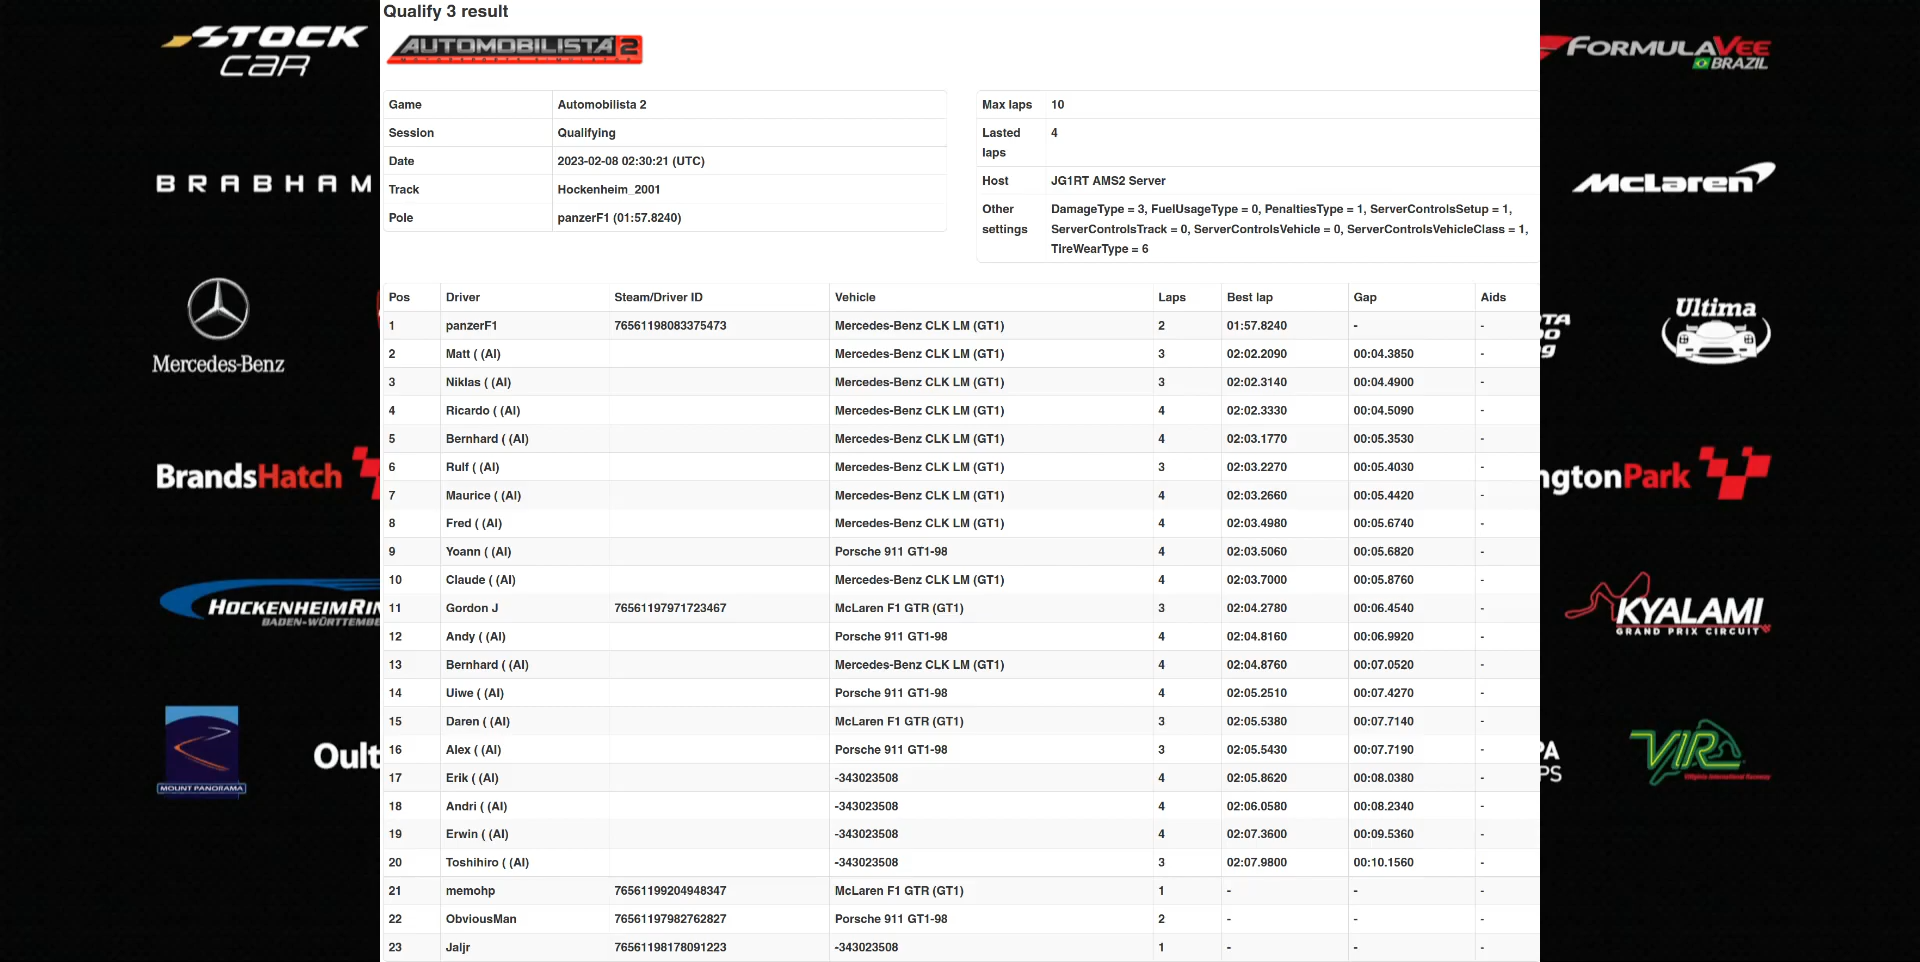 Qualify 3 result
AUTOMOBILISTA 2
Game Automobilista 2
Session Qualifying
Date 2023-02-08 02:30:21 (UTC)
Track Hockenheim_2001
Pole panzerF1 (01:57.8240)
Max laps 10
Lasted laps 4
Host JG1RT AMS2 Server
Other settings DamageType = 3, FuelUsageType = 0, PenaltiesType = 1, ServerControlsSetup = 1,
ServerControlsTrack = 0, ServerControlsVehicle = 0, ServerControlsVehicleClass = 1,
TireWearType = 6
Pos Driver Steam/Driver ID Vehicle Laps Best lap Gap Aids
1 panzerF1 76561198083375473 Mercedes-Benz CLK LM (GT1) 2 01:57.8240 - -
2 Matt ( (AI) Mercedes-Benz CLK LM (GT1) 3 02:02.2090 00:04.3850 -
3 Niklas ( (AI) Mercedes-Benz CLK LM (GT1) 3 02:02.3140 00:04.4900 -
4 Ricardo ( (AI) Mercedes-Benz CLK LM (GT1) 4 02:02.3330 00:04.5090 -
5 Bernhard ( (AI) Mercedes-Benz CLK LM (GT1) 4 02:03.1770 00:05.3530 -
6 Rulf ( (AI) Mercedes-Benz CLK LM (GT1) 3 02:03.2270 00:05.4030 -
7 Maurice ( (AI) Mercedes-Benz CLK LM (GT1) 4 02:03.2660 00:05.4420 -
8 Fred ( (AI) Mercedes-Benz CLK LM (GT1) 4 02:03.4980 00:05.6740 -
9 Yoann ( (AI) Porsche 911 GT1-98 4 02:03.5060 00:05.6820 -
10 Claude ( (AI) Mercedes-Benz CLK LM (GT1) 4 02:03.7000 00:05.8760 -
11 Gordon J 76561197971723467 McLaren F1 GTR (GT1) 3 02:04.2780 00:06.4540 -
12 Andy ( (AI) Porsche 911 GT1-98 4 02:04.8160 00:06.9920 -
13 Bernhard ( (AI) Mercedes-Benz CLK LM (GT1) 4 02:04.8760 00:07.0520 -
14 Uiwe ( (AI) Porsche 911 GT1-98 4 02:05.2510 00:07.4270 -
15 Daren ( (AI) McLaren F1 GTR (GT1) 3 02:05.5380 00:07.7140 -
16 Alex ( (AI) Porsche 911 GT1-98 3 02:05.5430 00:07.7190 -
17 Erik ( (AI) -343023508 4 02:05.8620 00:08.0380 -
18 Andri ( (AI) -343023508 4 02:06.0580 00:08.2340 -
19 Erwin ( (AI) -343023508 4 02:07.3600 00:09.5360 -
20 Toshihiro ( (AI) -343023508 3 02:07.9800 00:10.1560 -
21 memohp 76561199204948347 McLaren F1 GTR (GT1) 1 - - -
22 ObviousMan 76561197982762827 Porsche 911 GT1-98 2 - - -
23 Jaljr 76561198178091223 -343023508 1 - - -
STOCK
CAR
BRABHAM
Mercedes-Benz
BrandsHatch
HOCKENHEIMRIN
BADEN-WÜRTTEMBE
MOUNT PANORAMA
Oult
FORMULAVEE
BRAZIL
McLaren
TA
Ultima
ngtonPark
KYALAMI
GRAND PRIX CIRCUIT
PA
PS
VIR